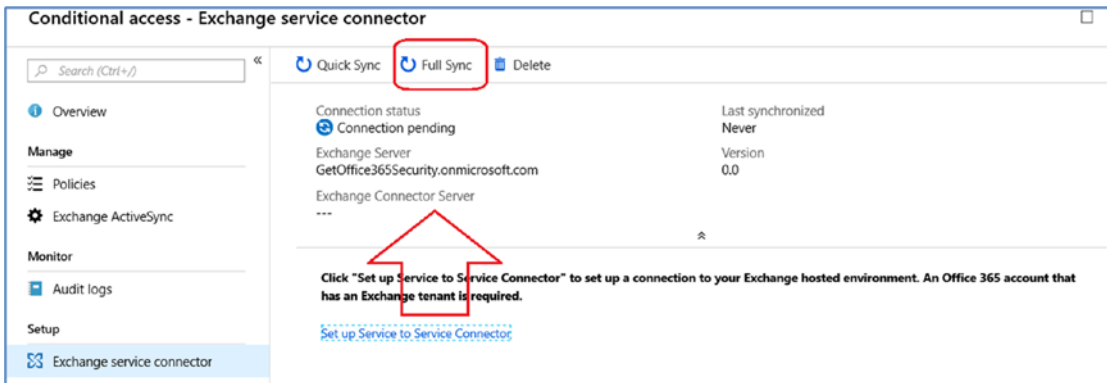 Conditional access - Exchange service connector
Search (Ctrl+/)
«
Overview
Manage
Policies
Exchange ActiveSync
Monitor
Audit logs
Setup
Exchange service connector
Quick Sync Full Sync Delete
Connection status
Connection pending
Last synchronized
Never
Exchange Server
GetOffice365Security.onmicrosoft.com
Version
0.0
Exchange Connector Server
---
Click "Set up Service to Service Connector" to set up a connection to your Exchange hosted environment. An Office 365 account that
has an Exchange tenant is required.
Set up Service to Service Connector